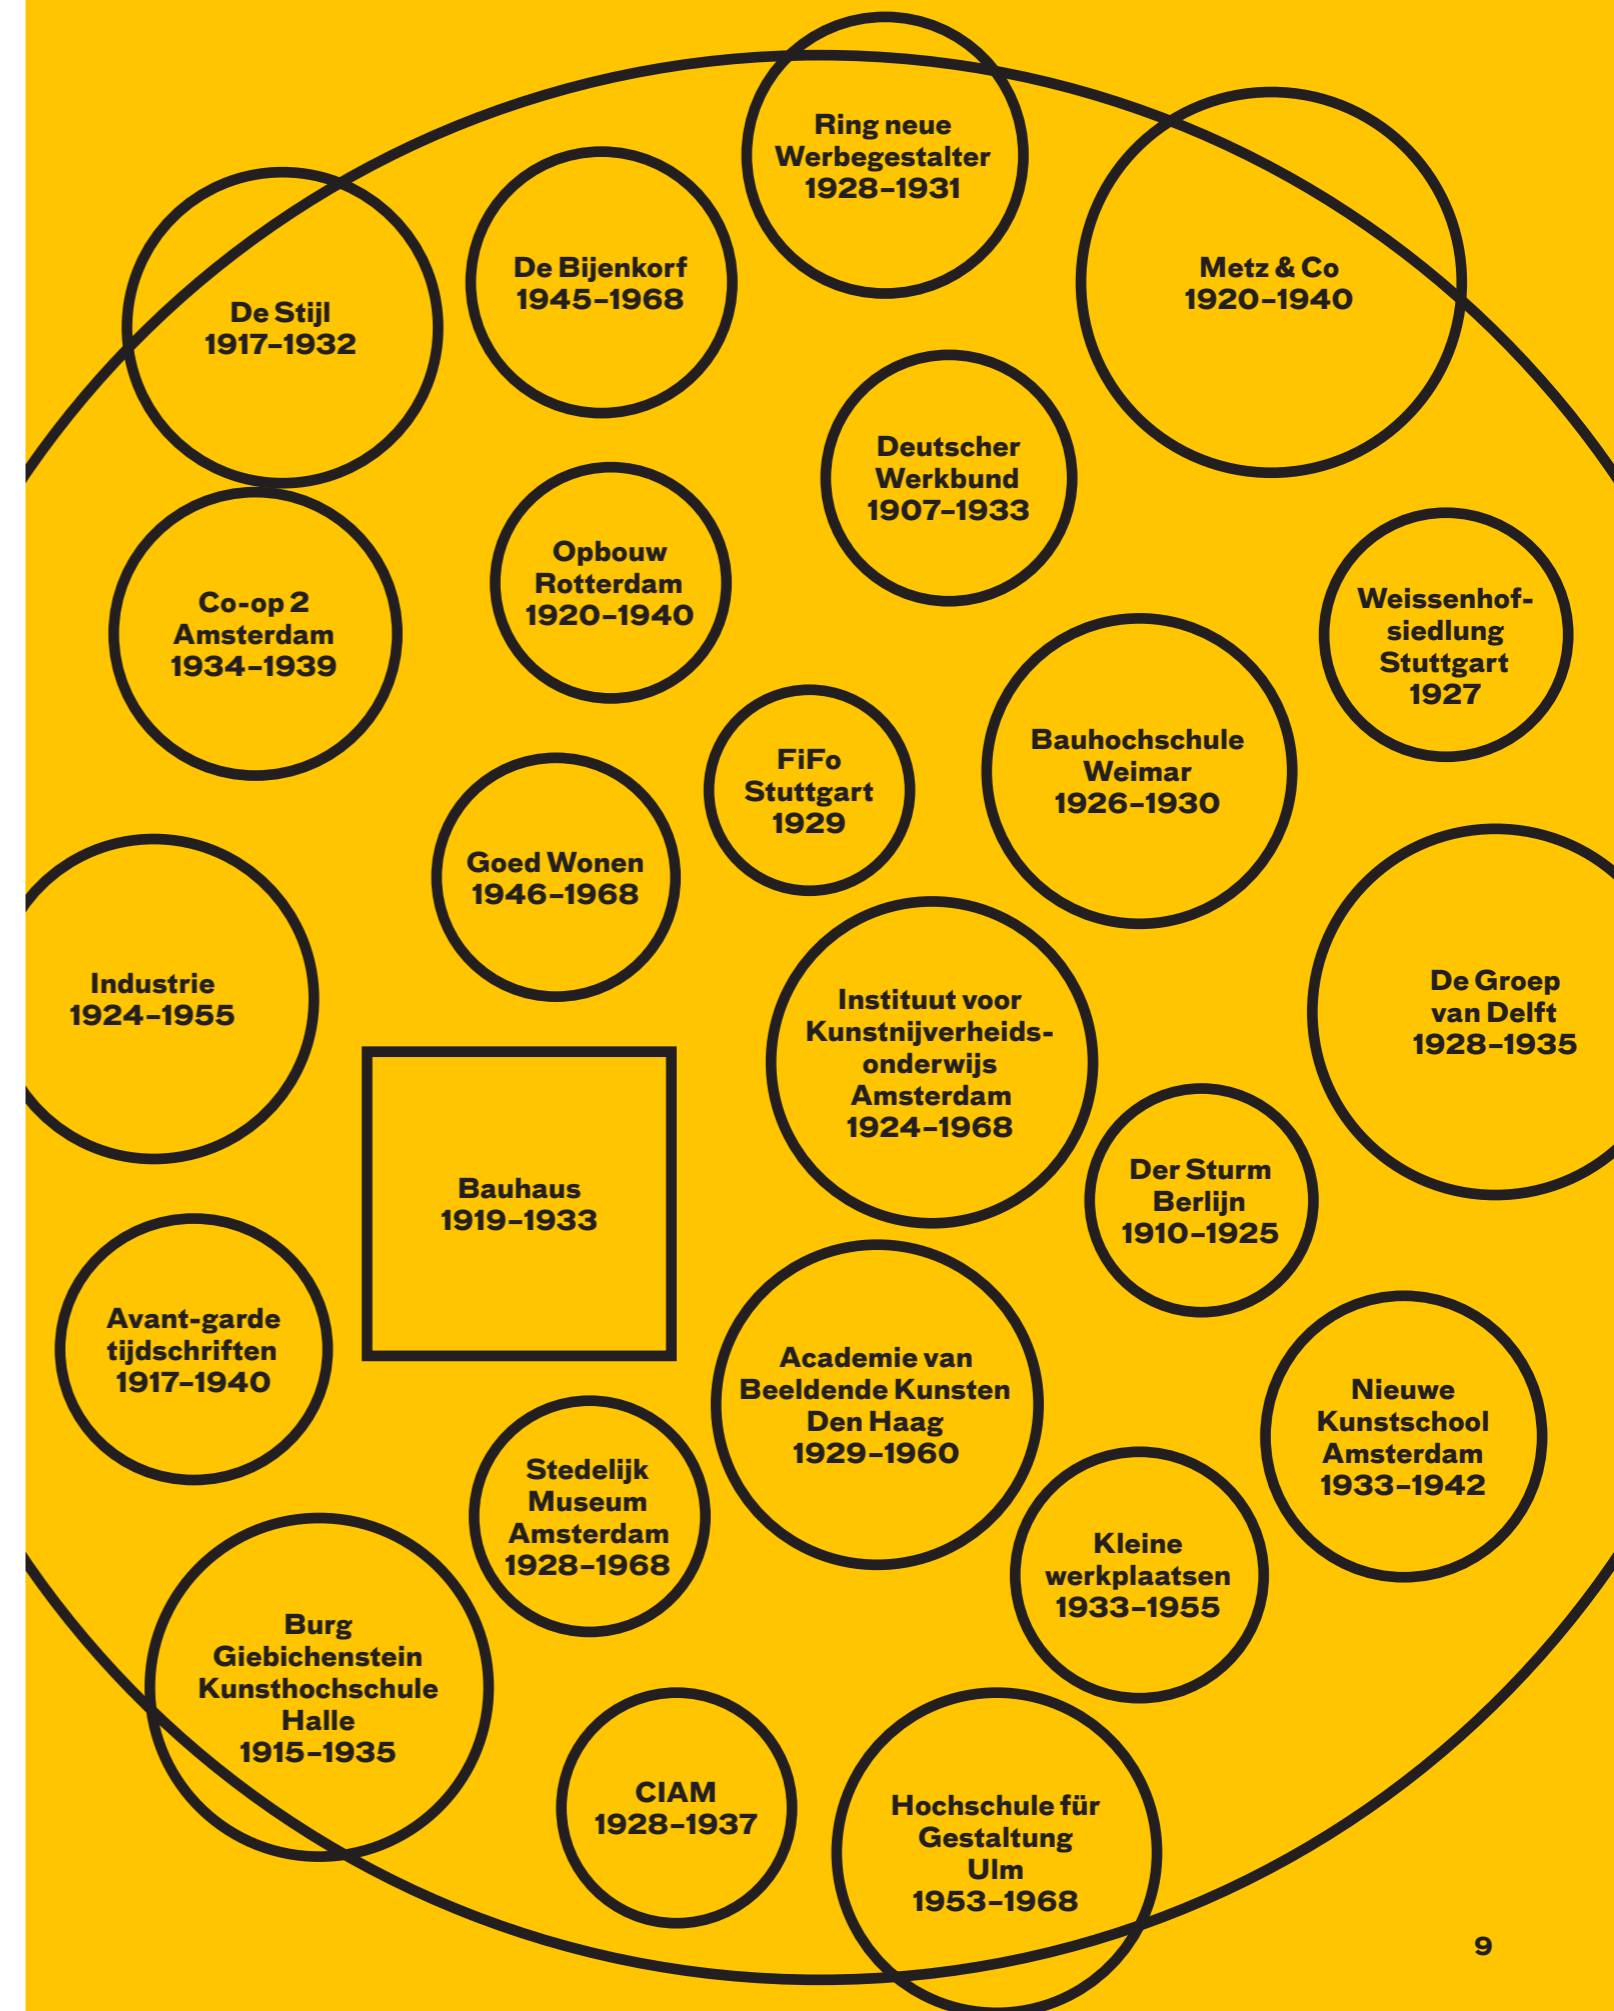 Ring neue
Werbegestalter
1928–1931
De Bijenkorf
1945–1968
Metz & Co
1920–1940
De Stijl
1917–1932
Deutscher
Werkbund
1907–1933
Opbouw
Rotterdam
1920–1940
Co-op 2
Amsterdam
1934–1939
Weissenhof-
siedlung
Stuttgart
1927
Bauhochschule
Weimar
1926–1930
FiFo
Stuttgart
1929
Goed Wonen
1946–1968
Industrie
1924–1955
Instituut voor
Kunstnijverheids-
onderwijs
Amsterdam
1924–1968
De Groep
van Delft
1928–1935
Bauhaus
1919–1933
Der Sturm
Berlijn
1910–1925
Avant-garde
tijdschriften
1917–1940
Academie van
Beeldende Kunsten
Den Haag
1929–1960
Nieuwe
Kunstschool
Amsterdam
1933–1942
Stedelijk
Museum
Amsterdam
1928–1968
Kleine
werkplaatsen
1933–1955
Burg
Giebichenstein
Kunsthochschule
Halle
1915–1935
CIAM
1928–1937
Hochschule für
Gestaltung
Ulm
1953–1968
9